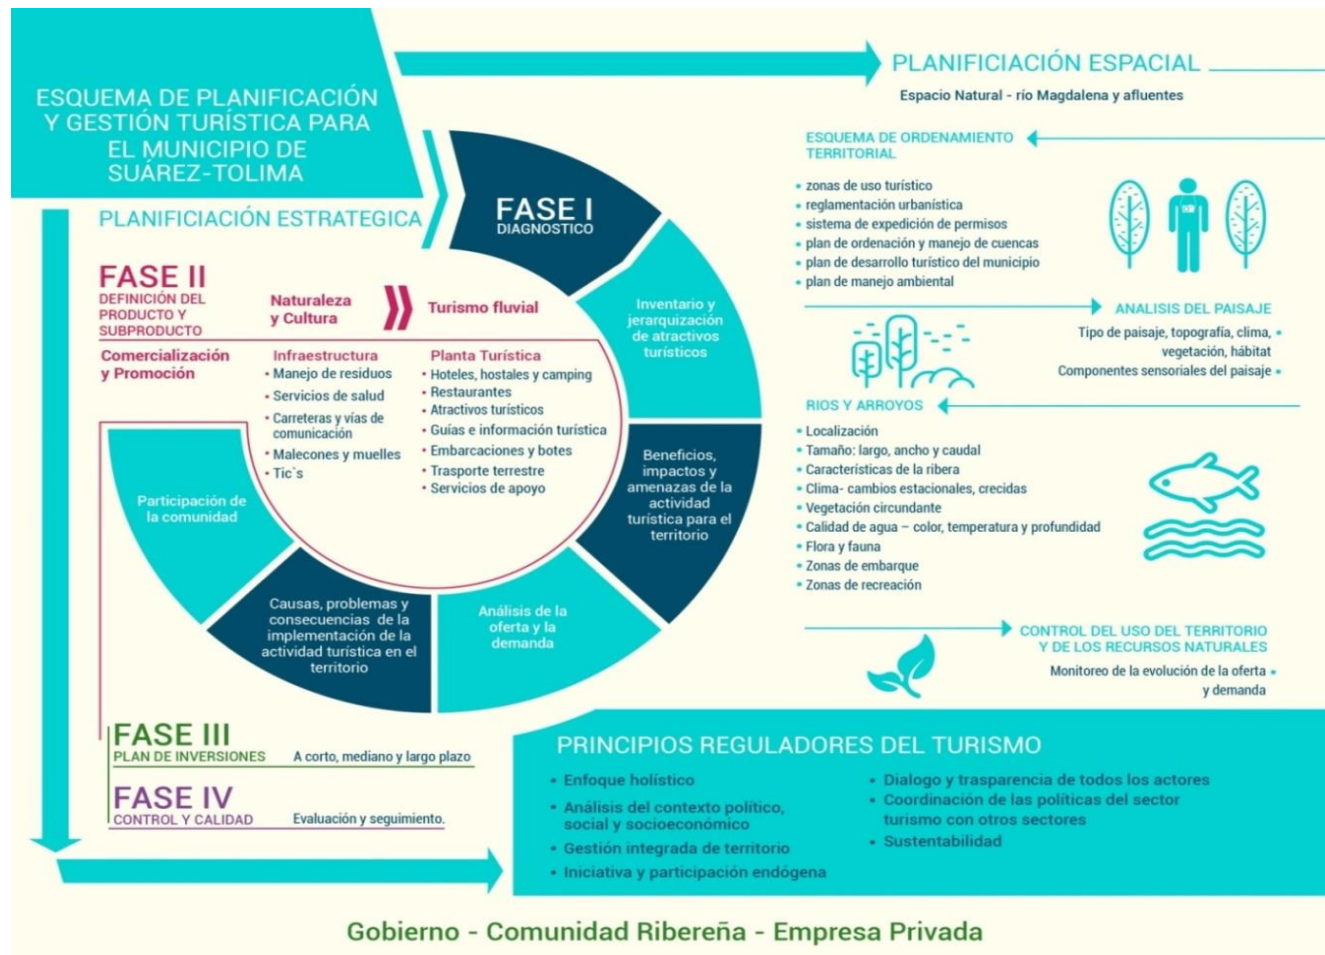 ESQUEMA DE PLANIFICACIÓN
Y GESTIÓN TURÍSTICA PARA
EL MUNICIPIO DE
SUÁREZ-TOLIMA
PLANIFICIACIÓN ESTRATEGICA
FASE I
DIAGNOSTICO
Inventario y
jerarquización
de atractivos
turísticos
Beneficios,
impactos y
amenazas de la
actividad
turística para el
territorio
Análisis de la
oferta y la
demanda
Causas, problemas y
consecuencias de la
implementación de la
actividad turística en el
territorio
Participación de
la comunidad
FASE II
DEFINICIÓN DEL
PRODUCTO Y
SUBPRODUCTO
Naturaleza
y Cultura
Turismo fluvial
Comercialización
y Promoción
Infraestructura
• Manejo de residuos
• Servicios de salud
• Carreteras y vías de
comunicación
• Malecones y muelles
• Tic`s
Planta Turística
• Hoteles, hostales y camping
• Restaurantes
• Atractivos turísticos
• Guías e información turística
• Embarcaciones y botes
• Trasporte terrestre
• Servicios de apoyo
FASE III
PLAN DE INVERSIONES
A corto, mediano y largo plazo
FASE IV
CONTROL Y CALIDAD
Evaluación y seguimiento.
PLANIFICIACIÓN ESPACIAL
Espacio Natural - río Magdalena y afluentes
ESQUEMA DE ORDENAMIENTO
TERRITORIAL
• zonas de uso turístico
• reglamentación urbanística
• sistema de expedición de permisos
• plan de ordenación y manejo de cuencas
• plan de desarrollo turístico del municipio
• plan de manejo ambiental
ANALISIS DEL PAISAJE
Tipo de paisaje, topografía, clima, •
vegetación, hábitat
Componentes sensoriales del paisaje •
RIOS Y ARROYOS
• Localización
• Tamaño: largo, ancho y caudal
• Características de la ribera
• Clima- cambios estacionales, crecidas
• Vegetación circundante
• Calidad de agua – color, temperatura y profundidad
• Flora y fauna
• Zonas de embarque
• Zonas de recreación
CONTROL DEL USO DEL TERRITORIO
Y DE LOS RECURSOS NATURALES
Monitoreo de la evolución de la oferta •
y demanda
PRINCIPIOS REGULADORES DEL TURISMO
• Enfoque holístico
• Análisis del contexto político,
social y socioeconómico
• Gestión integrada de territorio
• Iniciativa y participación endógena
• Dialogo y trasparencia de todos los actores
• Coordinación de las políticas del sector
turismo con otros sectores
• Sustentabilidad
Gobierno - Comunidad Ribereña - Empresa Privada